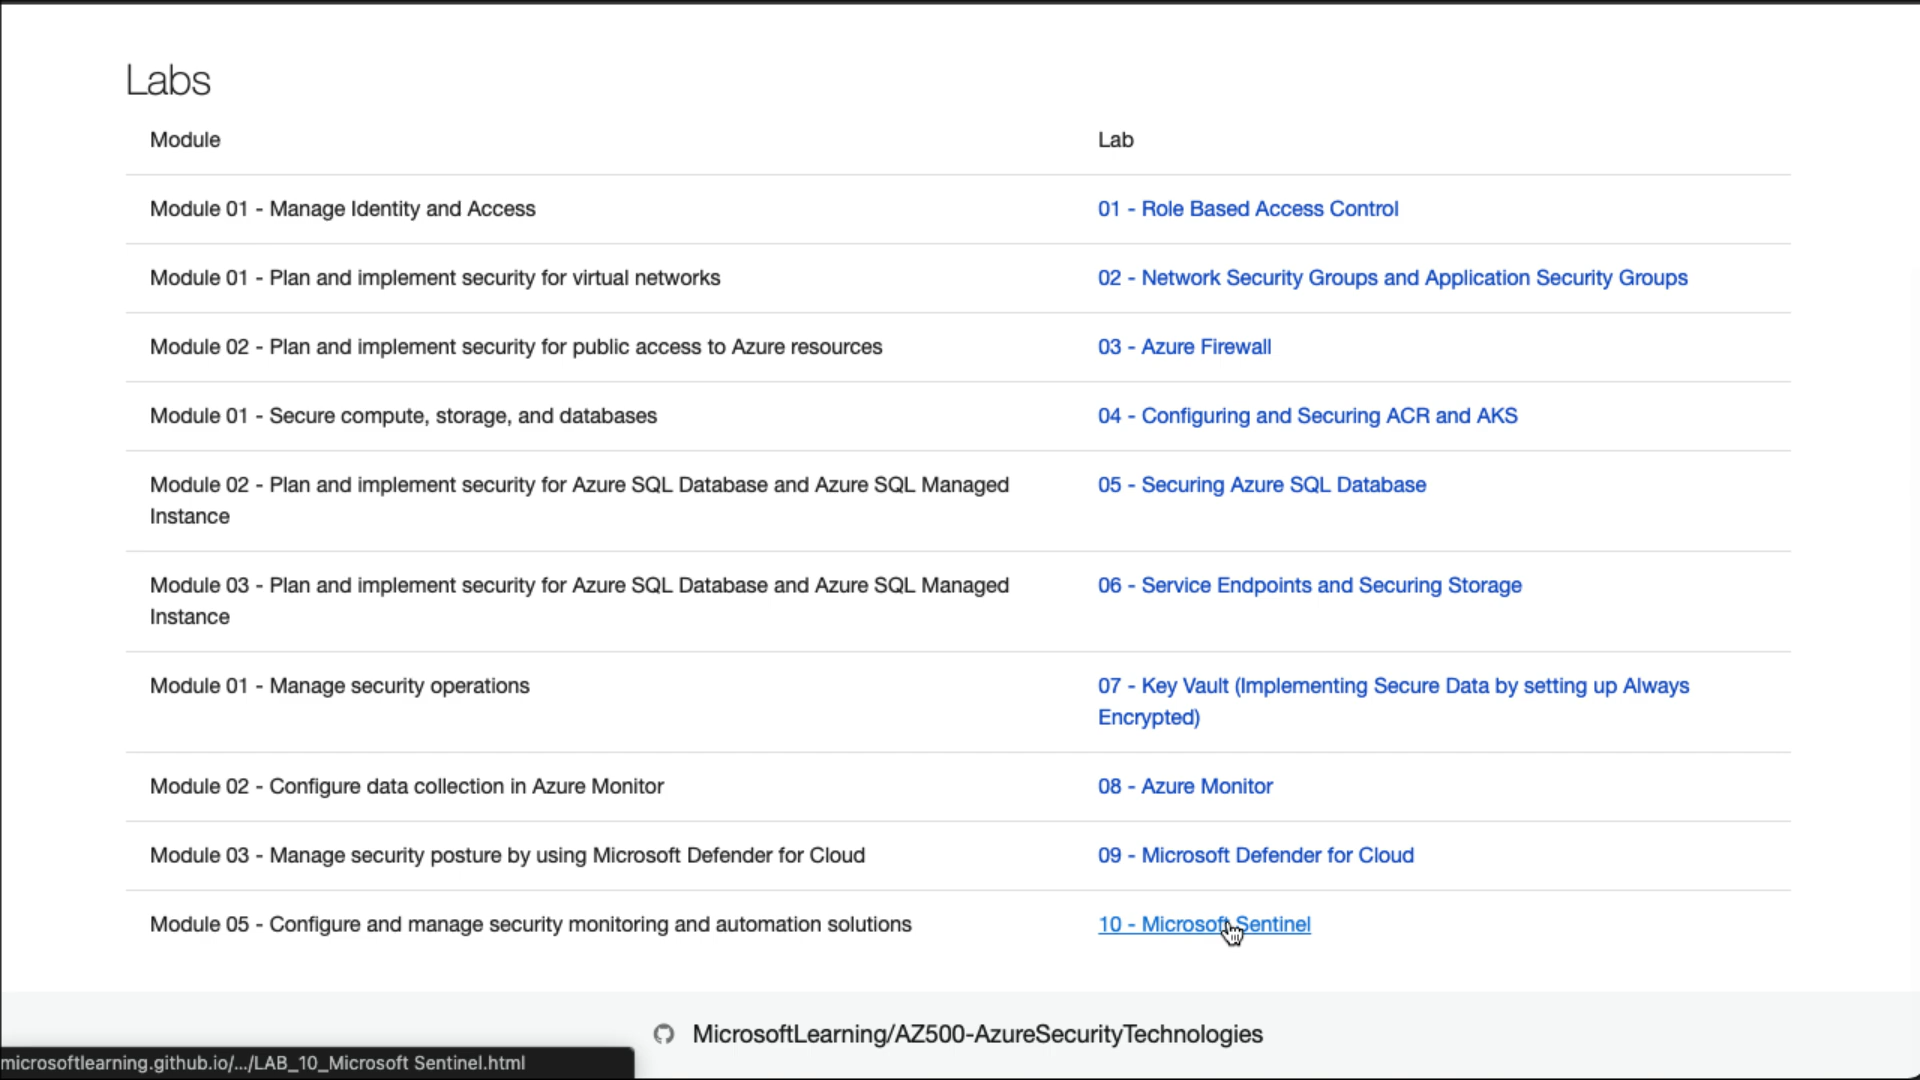 Labs
Module Lab
Module 01 - Manage Identity and Access 01 - Role Based Access Control
Module 01 - Plan and implement security for virtual networks 02 - Network Security Groups and Application Security Groups
Module 02 - Plan and implement security for public access to Azure resources 03 - Azure Firewall
Module 01 - Secure compute, storage, and databases 04 - Configuring and Securing ACR and AKS
Module 02 - Plan and implement security for Azure SQL Database and Azure SQL Managed 05 - Securing Azure SQL Database
Instance
Module 03 - Plan and implement security for Azure SQL Database and Azure SQL Managed 06 - Service Endpoints and Securing Storage
Instance
Module 01 - Manage security operations 07 - Key Vault (Implementing Secure Data by setting up Always
Encrypted)
Module 02 - Configure data collection in Azure Monitor 08 - Azure Monitor
Module 03 - Manage security posture by using Microsoft Defender for Cloud 09 - Microsoft Defender for Cloud
Module 05 - Configure and manage security monitoring and automation solutions 10 - Microsoft Sentinel
MicrosoftLearning/AZ500-AzureSecurityTechnologies
microsoftlearning.github.io/.../LAB_10_Microsoft Sentinel.html